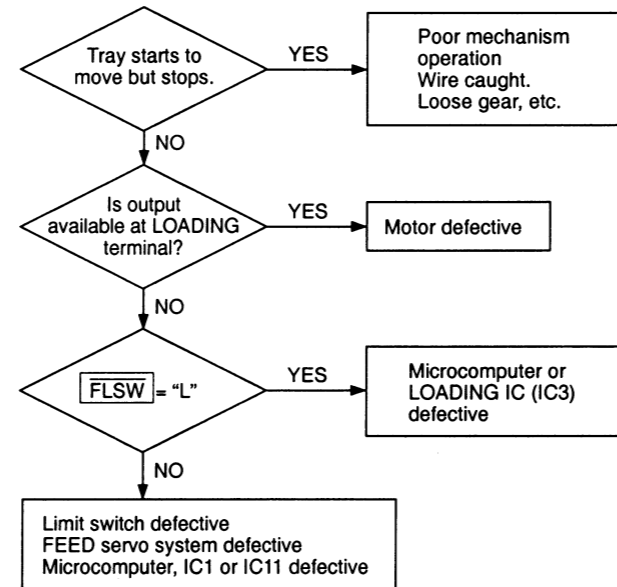 Tray starts to
move but stops.
YES
Poor mechanism
operation
Wire caught.
Loose gear, etc.
NO
Is output
available at LOADING
terminal?
YES
Motor defective
NO
FLSW = “L”
YES
Microcomputer or
LOADING IC (IC3)
defective
NO
Limit switch defective
FEED servo system defective
Microcomputer, IC1 or IC11 defective